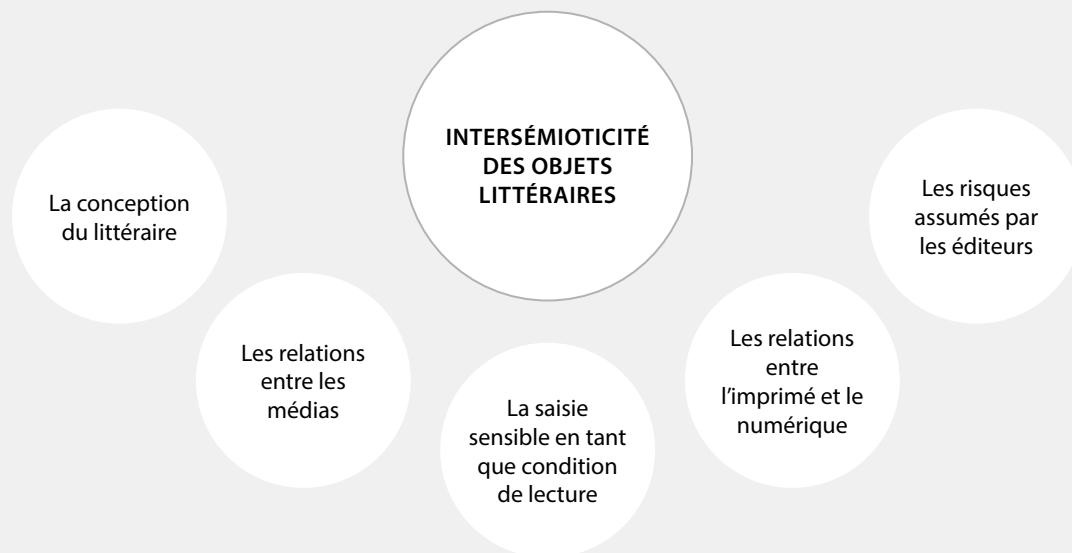 INTERSÉMIOTICITÉ
DES OBJETS
LITTÉRAIRES
La conception
du littéraire
Les relations
entre les
médias
La saisie
sensible en tant
que condition
de lecture
Les relations
entre
l’imprimé et le
numérique
Les risques
assumés par
les éditeurs